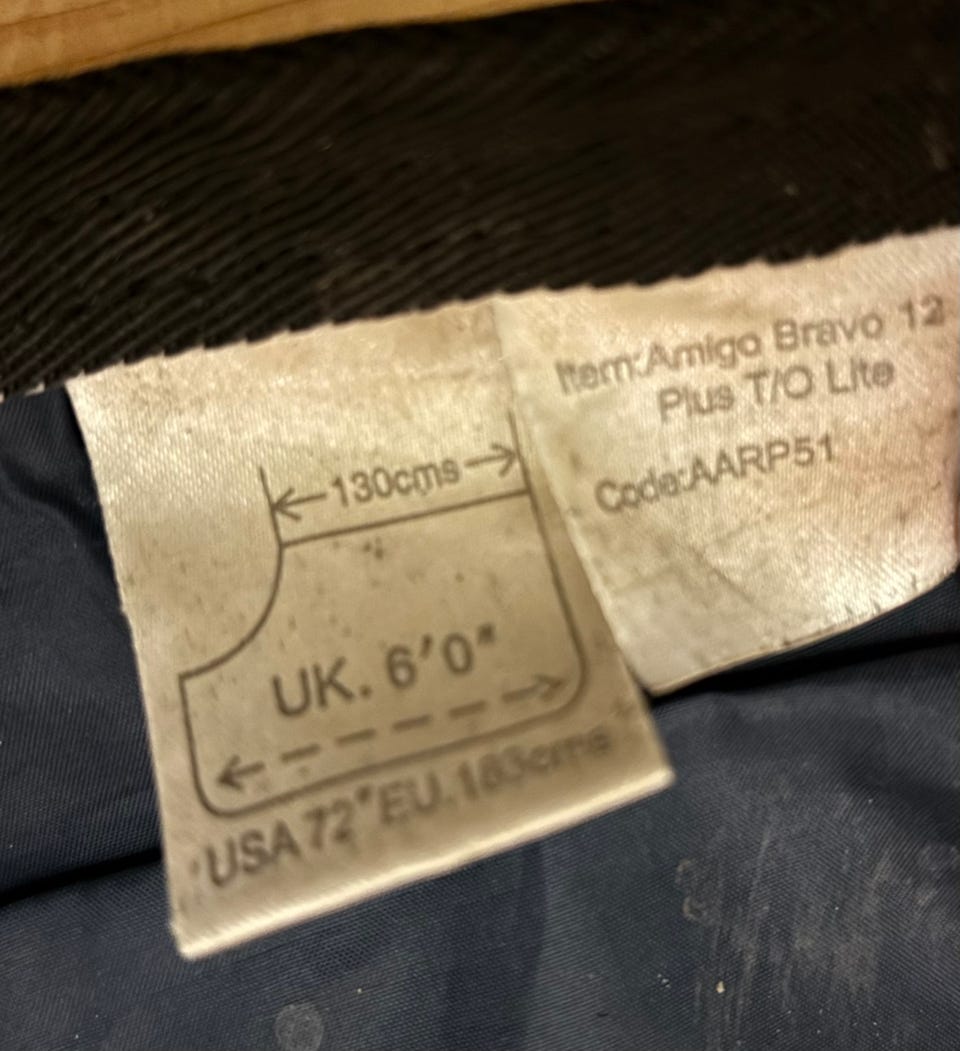 130cms
UK. 6'0"
USA 72" EU. 183cms
Item:Amigo Bravo 12
Plus T/O Lite
Code:AARP51